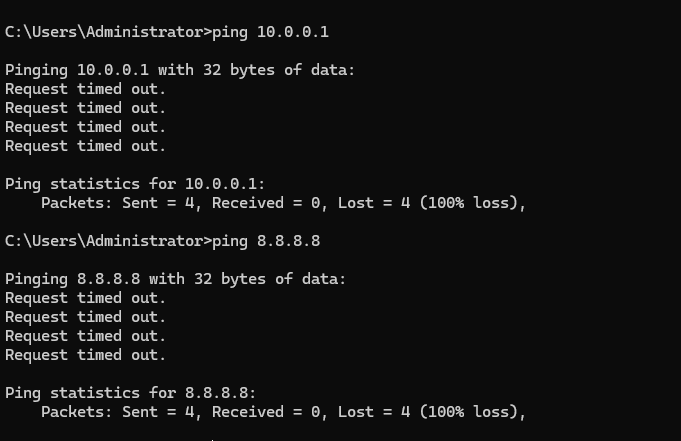 C:\Users\Administrator>ping 10.0.0.1
Pinging 10.0.0.1 with 32 bytes of data:
Request timed out.
Request timed out.
Request timed out.
Request timed out.
Ping statistics for 10.0.0.1:
    Packets: Sent = 4, Received = 0, Lost = 4 (100% loss),
C:\Users\Administrator>ping 8.8.8.8
Pinging 8.8.8.8 with 32 bytes of data:
Request timed out.
Request timed out.
Request timed out.
Request timed out.
Ping statistics for 8.8.8.8:
    Packets: Sent = 4, Received = 0, Lost = 4 (100% loss),